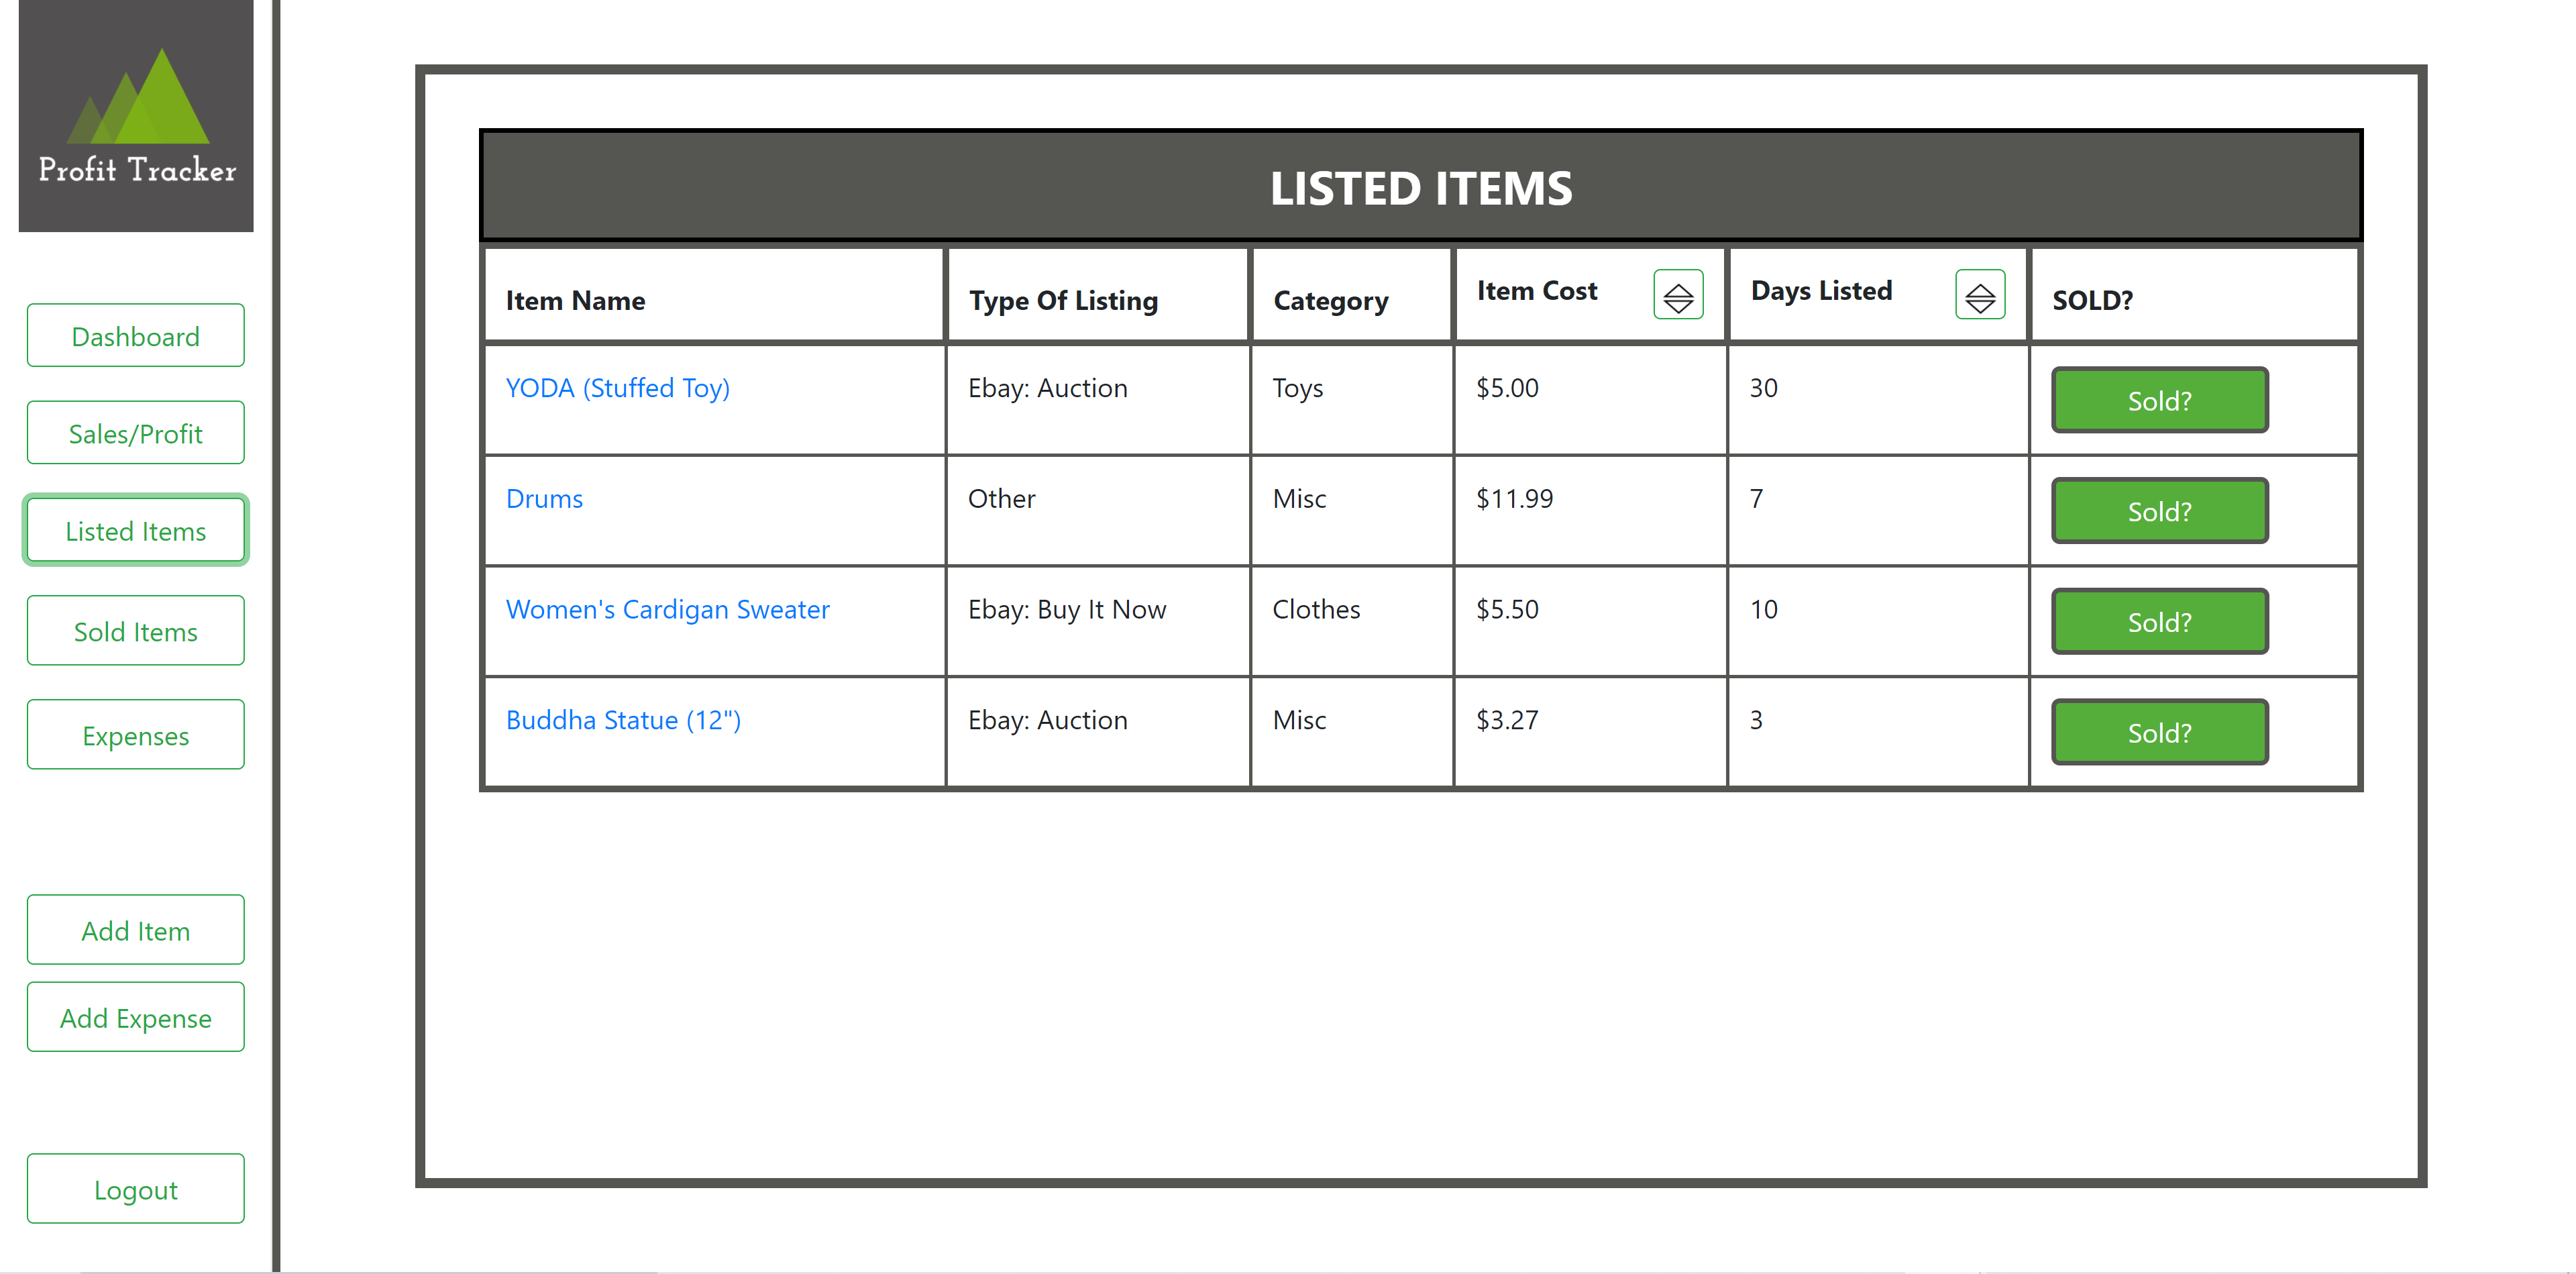 Profit Tracker
Dashboard
Sales/Profit
Listed Items
Sold Items
Expenses
Add Item
Add Expense
Logout
LISTED ITEMS
Item Name Type Of Listing Category Item Cost Days Listed SOLD?
YODA (Stuffed Toy) Ebay: Auction Toys $5.00 30 Sold?
Drums Other Misc $11.99 7 Sold?
Women's Cardigan Sweater Ebay: Buy It Now Clothes $5.50 10 Sold?
Buddha Statue (12") Ebay: Auction Misc $3.27 3 Sold?